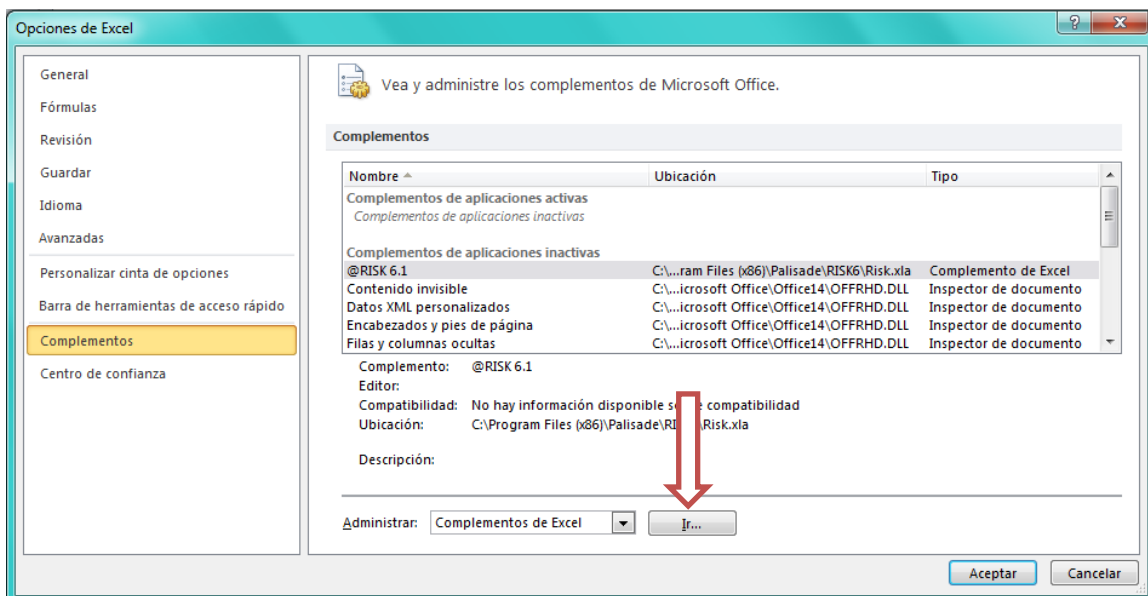 Opciones de Excel
General
Fórmulas
Revisión
Guardar
Idioma
Avanzadas
Personalizar cinta de opciones
Barra de herramientas de acceso rápido
Complementos
Centro de confianza
Vea y administre los complementos de Microsoft Office.
Complementos
Nombre Ubicación Tipo
Complementos de aplicaciones activas
Complementos de aplicaciones inactivas
Complementos de aplicaciones inactivas
@RISK 6.1 C:\...ram Files (x86)\Palisade\RISK6\Risk.xla Complemento de Excel
Contenido invisible C:\...icrosoft Office\Office14\OFFRHD.DLL Inspector de documento
Datos XML personalizados C:\...icrosoft Office\Office14\OFFRHD.DLL Inspector de documento
Encabezados y pies de página C:\...icrosoft Office\Office14\OFFRHD.DLL Inspector de documento
Filas y columnas ocultas C:\...icrosoft Office\Office14\OFFRHD.DLL Inspector de documento
Complemento: @RISK 6.1
Editor:
Compatibilidad: No hay información disponible compatibilidad
Ubicación: C:\Program Files (x86)\Palisade\ \Risk.xla
Descripción:
Administrar: Complementos de Excel Ir...
Aceptar Cancelar